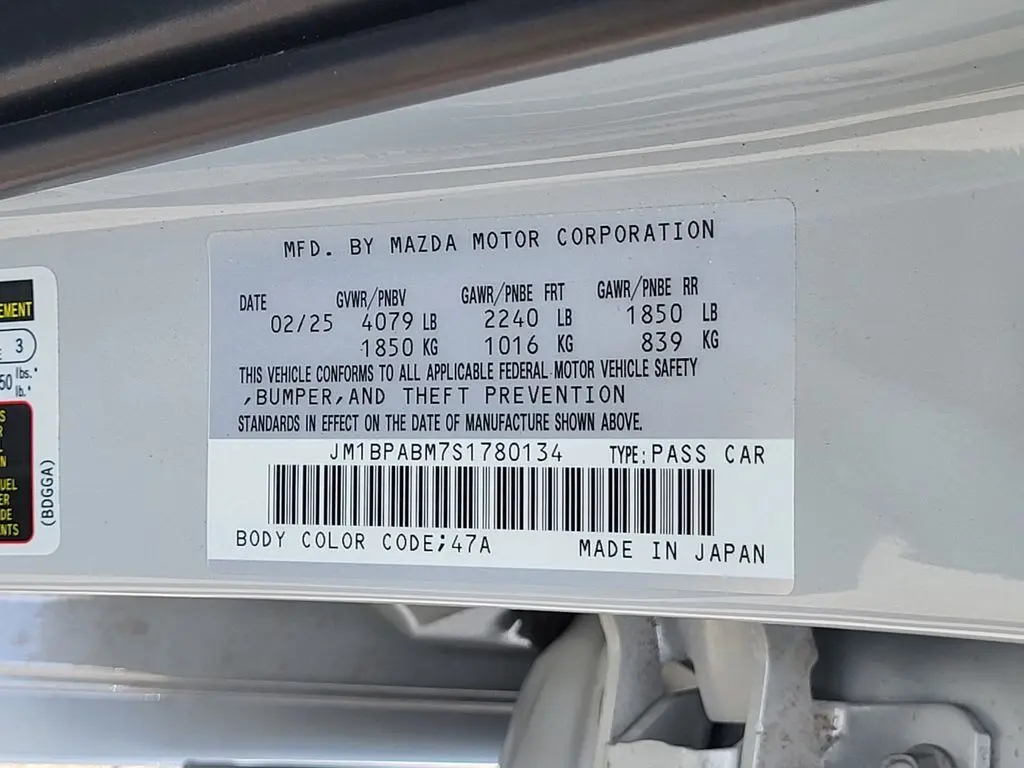 MFD. BY MAZDA MOTOR CORPORATION
DATE GVWR/PNBV GAWR/PNBE FRT GAWR/PNBE RR
02/25 4079 LB 2240 LB 1850 LB
1850 KG 1016 KG 839 KG
THIS VEHICLE CONFORMS TO ALL APPLICABLE FEDERAL MOTOR VEHICLE SAFETY
,BUMPER,AND THEFT PREVENTION
STANDARDS IN EFFECT ON THE DATE OF MANUFACTURE SHOWN ABOVE.
JM1BPABM7S1780134 TYPE:PASS CAR
BODY COLOR CODE;47A MADE IN JAPAN
3
lbs.*
lb.*
(BDGGA)